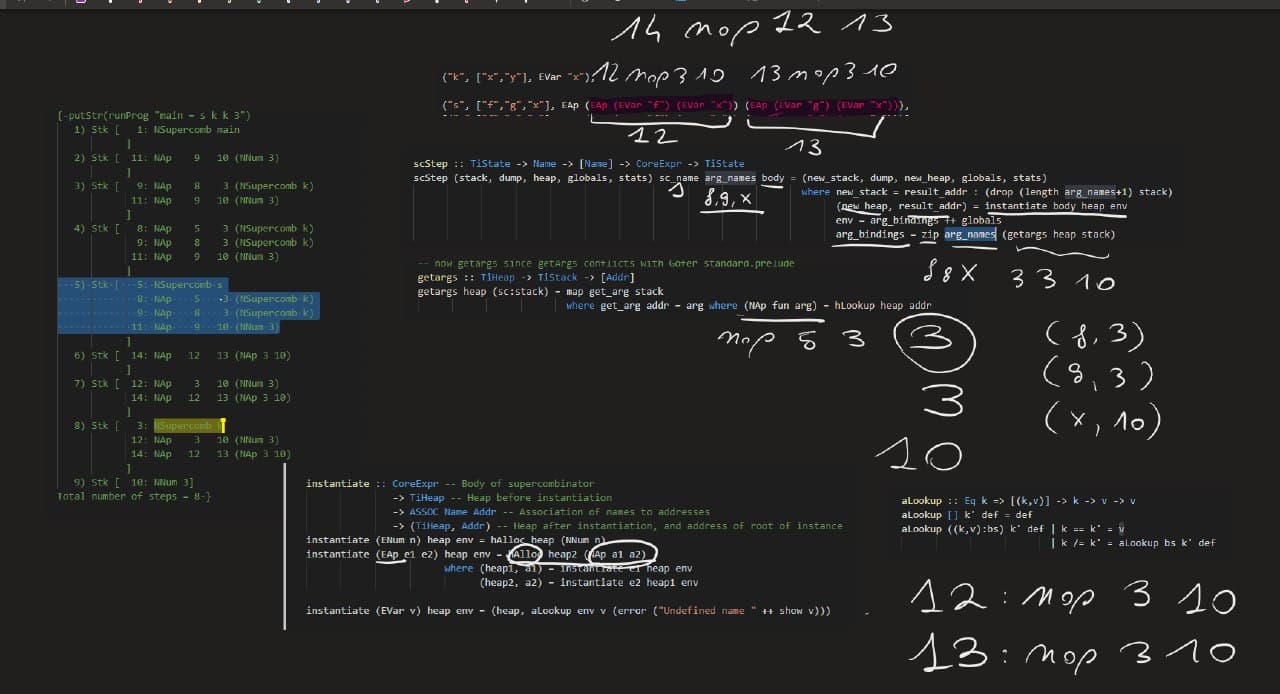 14 nap 12 13
("k", ["x","y"], EVar "x") 12 nap 3 10 13 nap 3 10
("s", ["f","g","x"], EAp (EAp (EVar "f") (EVar "x")) (EAp (EVar "g") (EVar "x"))),
12
13
{-putStr(runProg "main = s k k 3")
1) Stk [ 1: NSupercomb main
]
2) Stk [ 11: NAp 9 10 (NNum 3)
]
3) Stk [ 9: NAp 8 3 (NSupercomb k)
11: NAp 9 10 (NNum 3)
]
4) Stk [ 8: NAp 5 3 (NSupercomb k)
9: NAp 8 3 (NSupercomb k)
11: NAp 9 10 (NNum 3)
]
5) Stk [ 5: NSupercomb s
8: NAp 5 3 (NSupercomb k)
9: NAp 8 3 (NSupercomb k)
11: NAp 9 10 (NNum 3)
]
6) Stk [ 14: NAp 12 13 (NAp 3 10)
]
7) Stk [ 12: NAp 3 10 (NNum 3)
14: NAp 12 13 (NAp 3 10)
]
8) Stk [ 3: NSupercomb
12: NAp 3 10 (NNum 3)
14: NAp 12 13 (NAp 3 10)
]
9) Stk [ 10: NNum 3]
Total number of steps = 8-}
scStep :: TiState -> Name -> [Name] -> CoreExpr -> TiState
scStep (stack, dump, heap, globals, stats) sc_name arg_names body = (new_stack, dump, new_heap, globals, stats)
where new_stack = result_addr : (drop (length arg_names+1) stack)
(new_heap, result_addr) = instantiate body heap env
env = arg_bindings ++ globals
arg_bindings = zip arg_names (getargs heap stack)
s
f, g, x
f g x 3 3 10
-- now getargs since getArgs conflicts with Gofer standard.prelude
getargs :: TiHeap -> TiStack -> [Addr]
getargs heap (sc:stack) = map get_arg stack
where get_arg addr = arg where (NAp fun arg) = hLookup heap addr
nap 5 3
3
3
10
(f, 3)
(g, 3)
(x, 10)
instantiate :: CoreExpr -- Body of supercombinator
-> TiHeap -- Heap before instantiation
-> ASSOC Name Addr -- Association of names to addresses
-> (TiHeap, Addr) -- Heap after instantiation, and address of root of instance
instantiate (ENum n) heap env = hAlloc heap (NNum n)
instantiate (EAp e1 e2) heap env = hAlloc heap2 (NAp a1 a2)
where (heap1, a1) = instantiate e1 heap env
(heap2, a2) = instantiate e2 heap1 env
instantiate (EVar v) heap env = (heap, aLookup env v (error ("Undefined name " ++ show v)))
aLookup :: Eq k => [(k,v)] -> k -> v -> v
aLookup [] k' def = def
aLookup ((k,v):bs) k' def | k == k' = v
| k /= k' = aLookup bs k' def
12: nap 3 10
13: nap 3 10